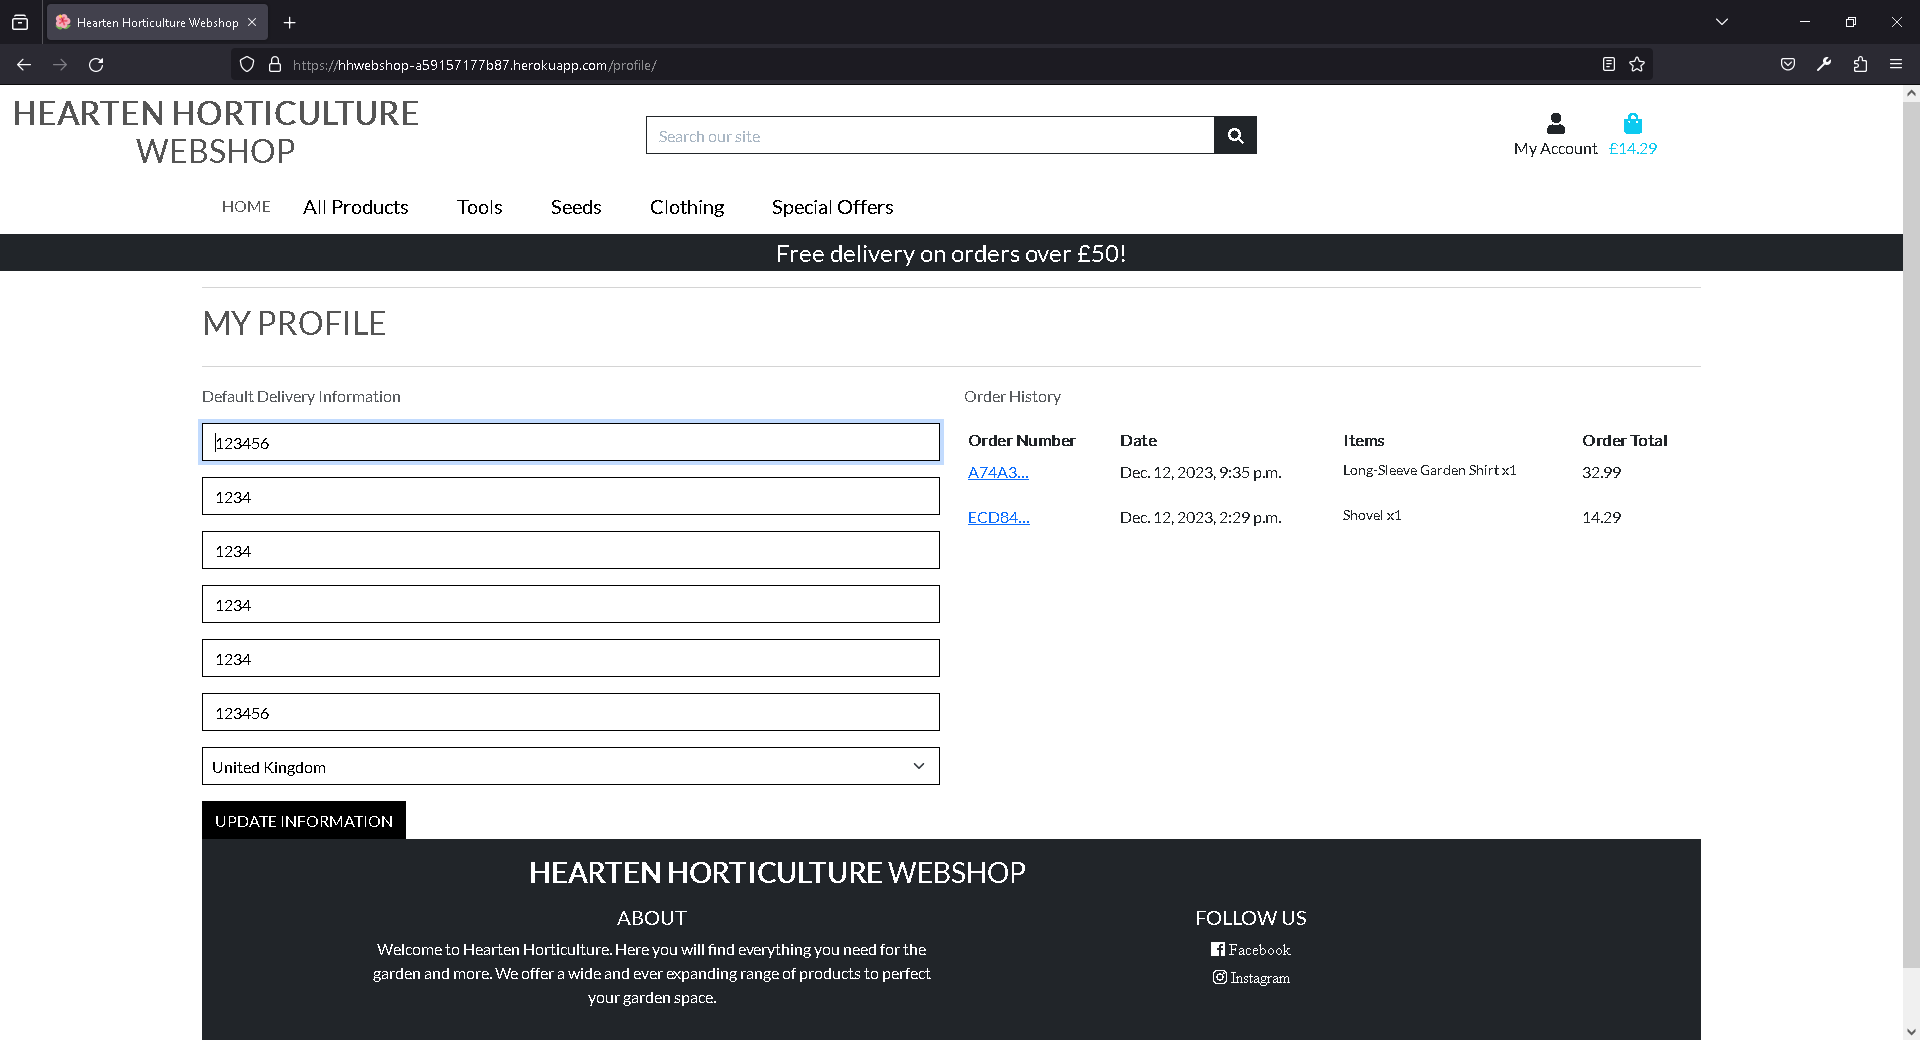 Hearten Horticulture Webshop
https://hhwebshop-a59157177b87.herokuapp.com/profile/
HEARTEN HORTICULTURE
WEBSHOP
Search our site
My Account
£14.29
HOME
All Products
Tools
Seeds
Clothing
Special Offers
Free delivery on orders over £50!
MY PROFILE
Default Delivery Information
123456
1234
1234
1234
1234
123456
United Kingdom
UPDATE INFORMATION
Order History
Order Number Date Items Order Total
A74A3... Dec. 12, 2023, 9:35 p.m. Long-Sleeve Garden Shirt x1 32.99
ECD84... Dec. 12, 2023, 2:29 p.m. Shovel x1 14.29
HEARTEN HORTICULTURE WEBSHOP
ABOUT
Welcome to Hearten Horticulture. Here you will find everything you need for the
garden and more. We offer a wide and ever expanding range of products to perfect
your garden space.
FOLLOW US
Facebook
Instagram